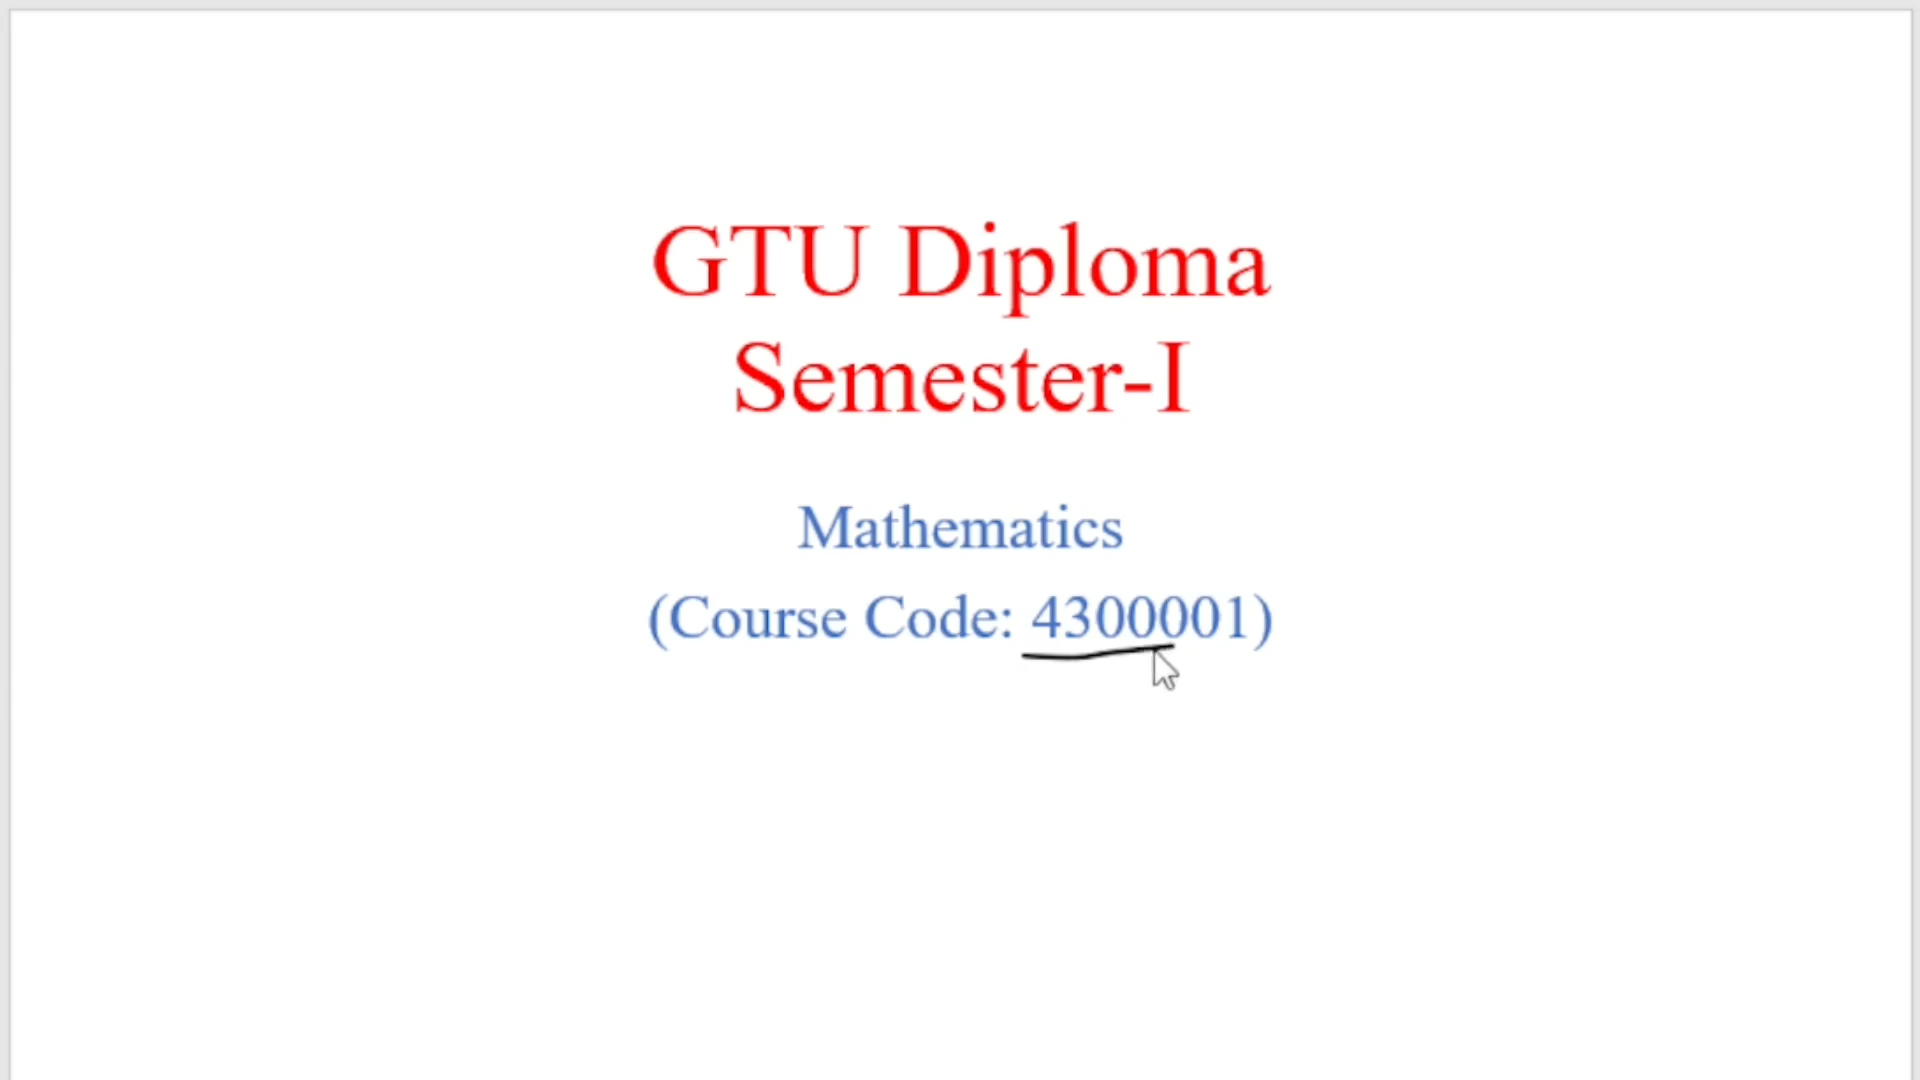 GTU Diploma
Semester-I
Mathematics
(Course Code: 4300001)